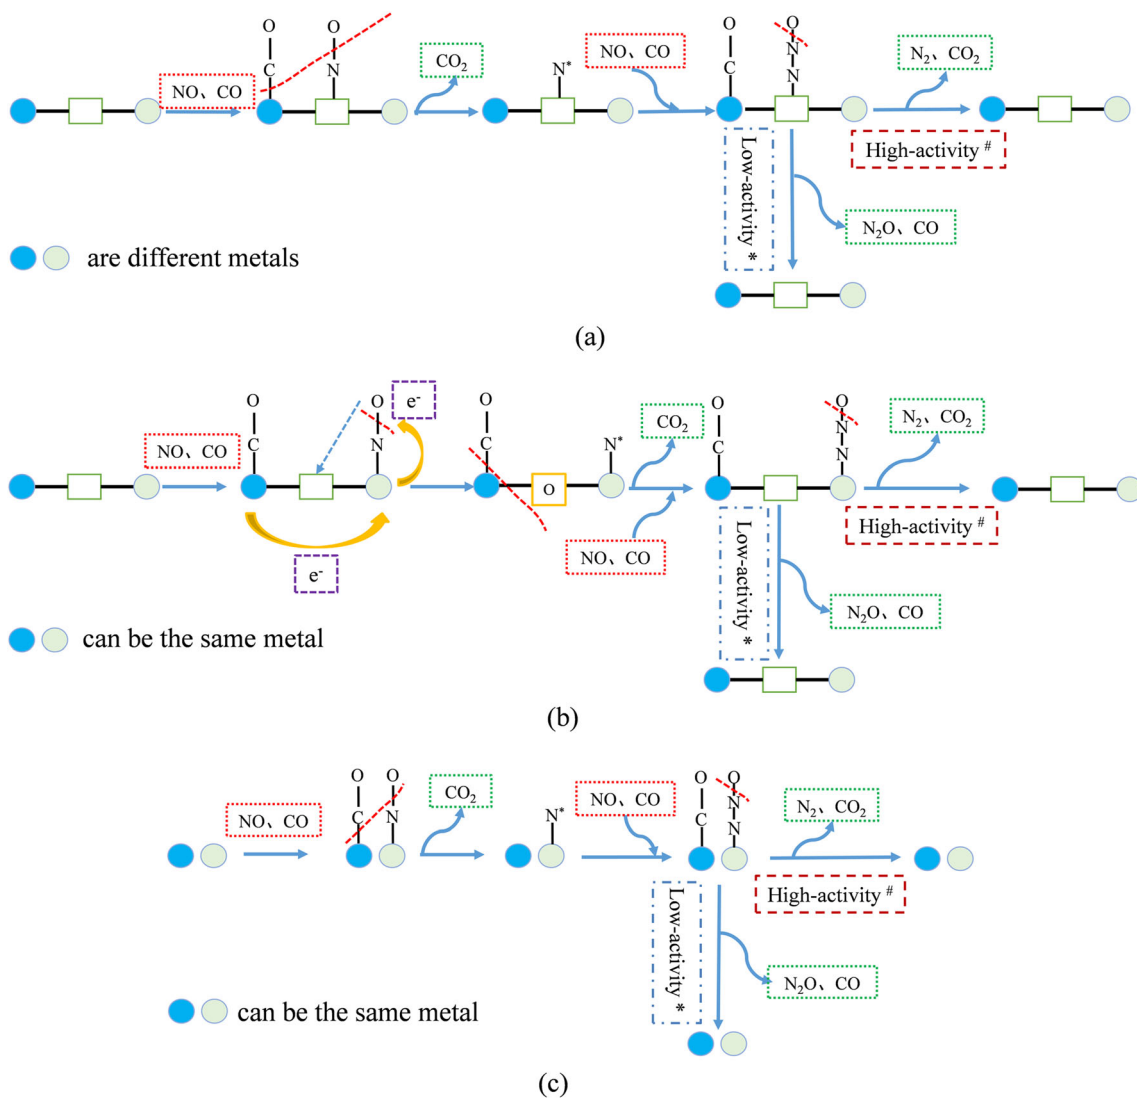 O O O O
NO、CO CO₂ NO、CO N₂、CO₂
C N N* C N N
High-activity #
Low-activity *
N₂O、CO
are different metals
(a)
O O e⁻ O O O
NO、CO CO₂ N₂、CO₂
C N C N* C N N
O
High-activity #
NO、CO
e⁻
Low-activity *
N₂O、CO
can be the same metal
(b)
O O O O
NO、CO CO₂ NO、CO N₂、CO₂
C N N* C N N
High-activity #
Low-activity *
N₂O、CO
can be the same metal
(c)